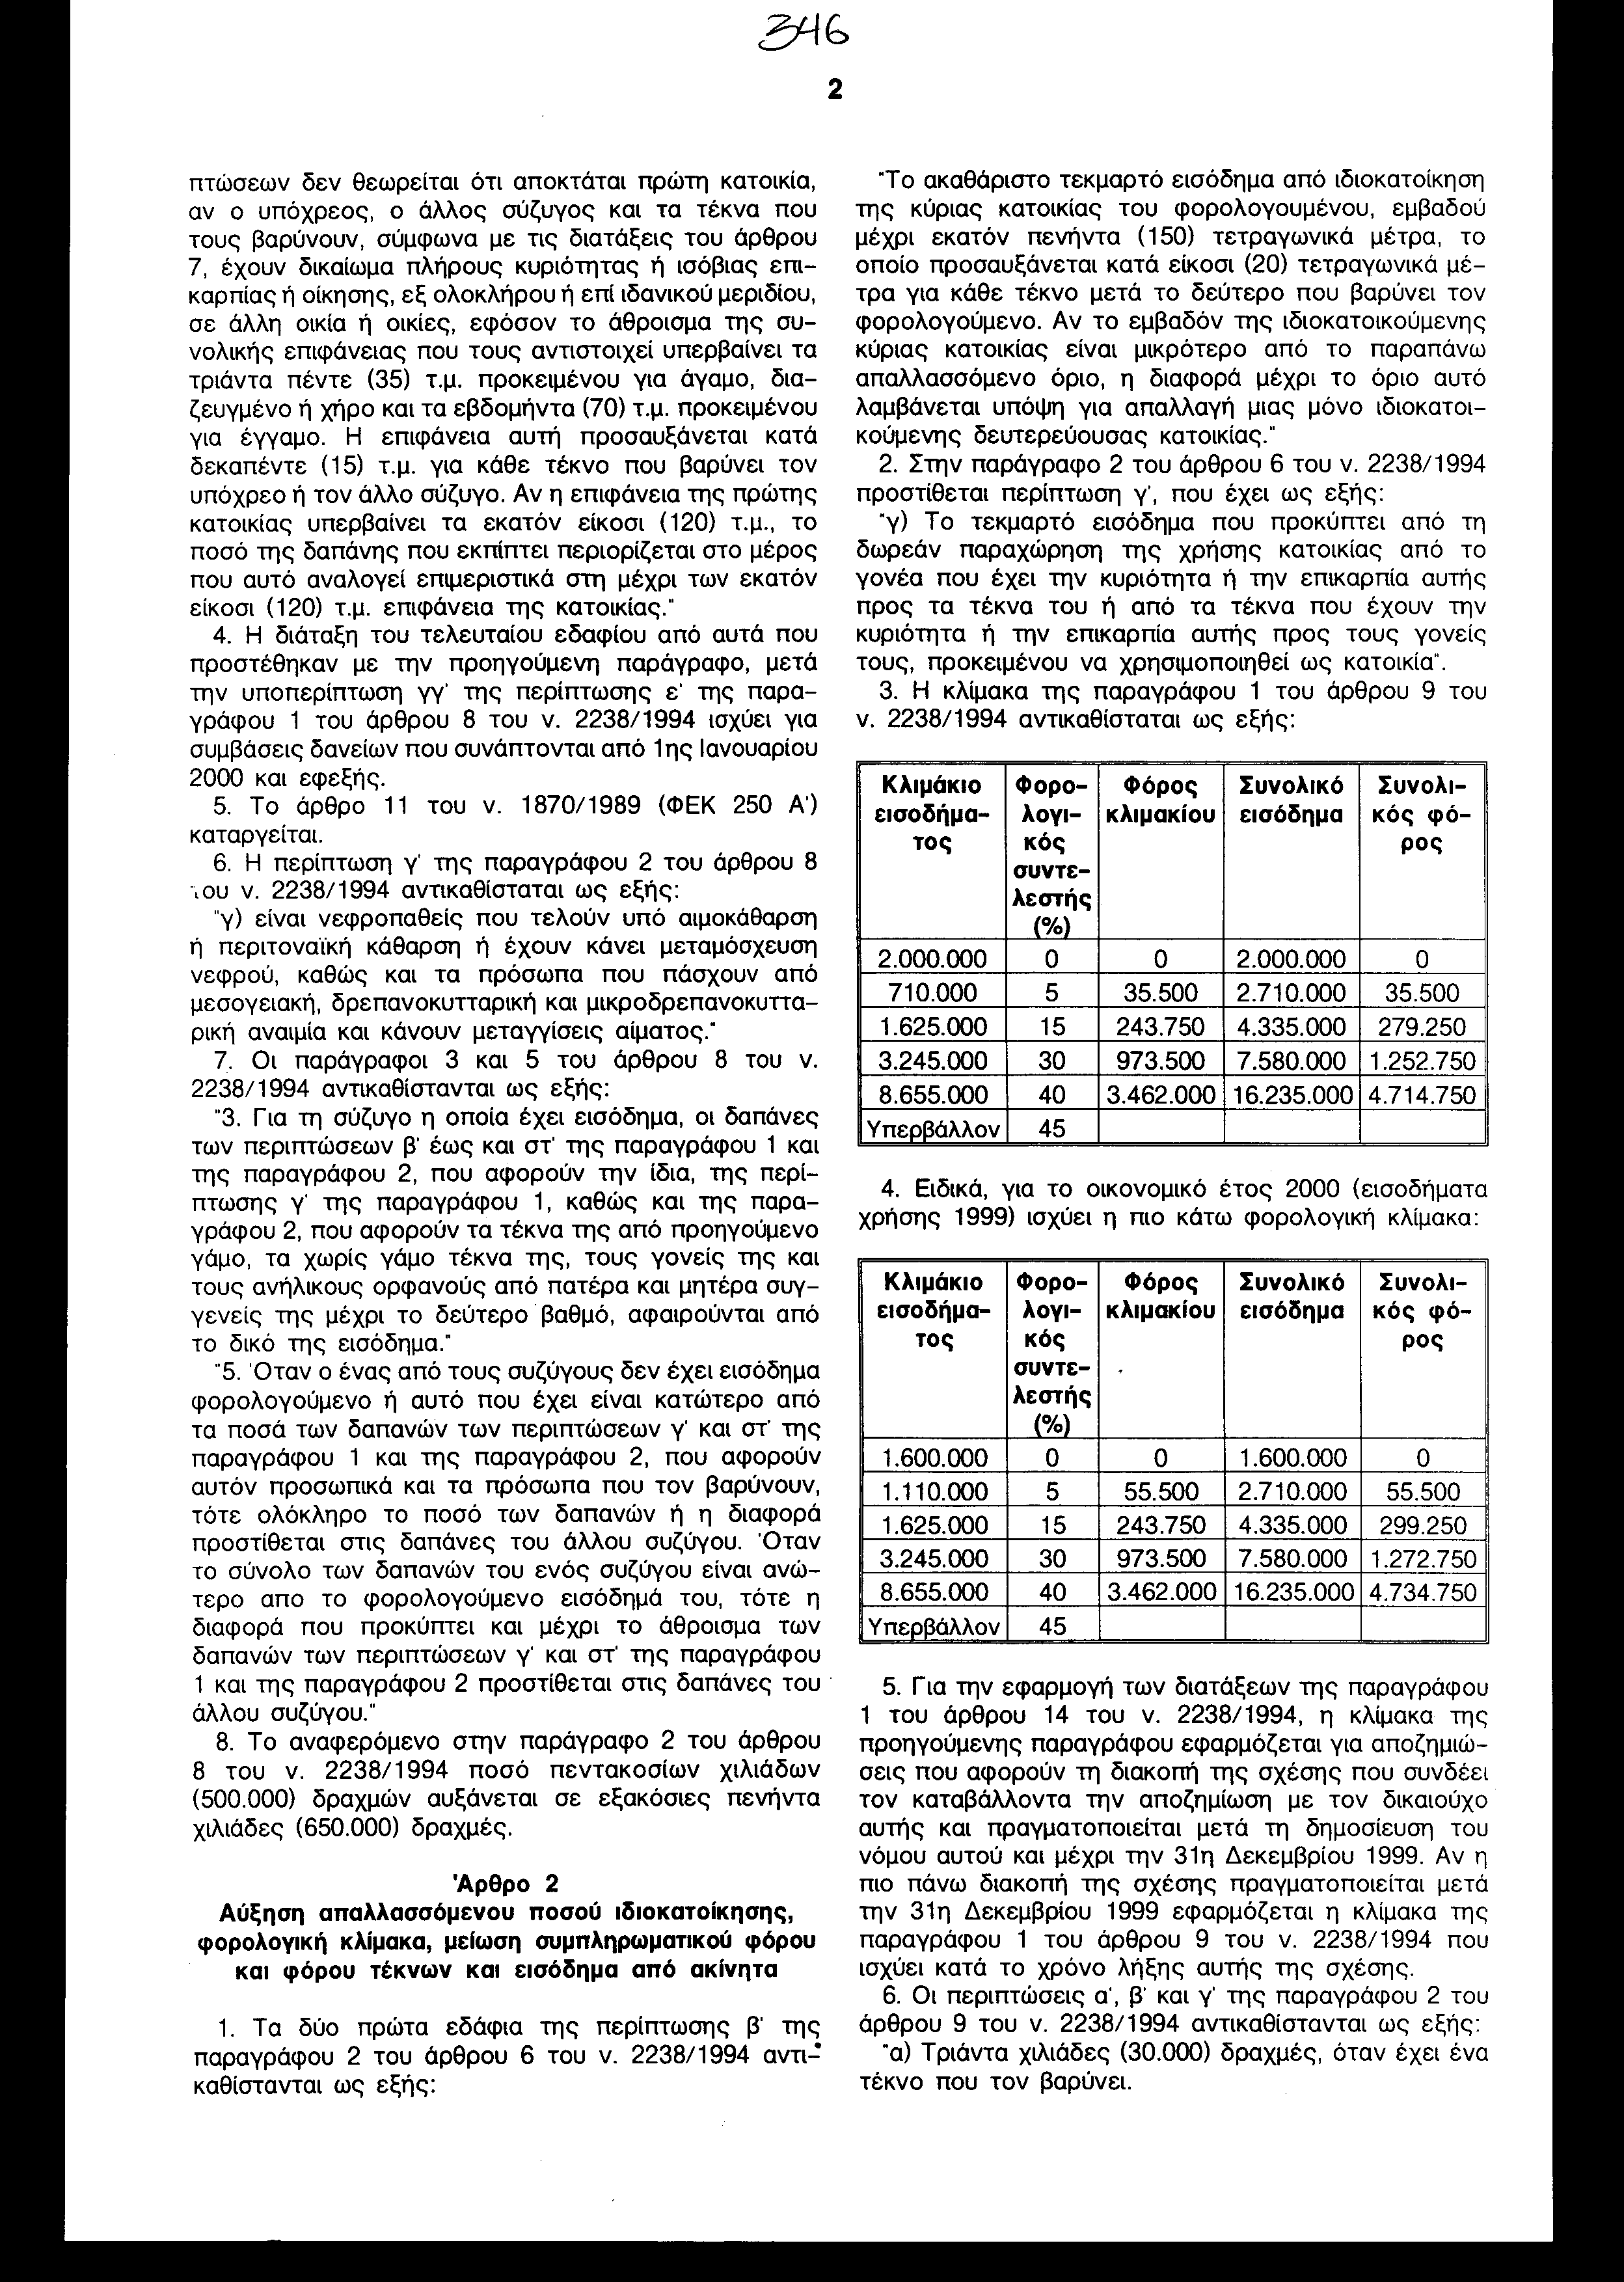 346
2
πτώσεων δεν θεωρείται ότι αποκτάται πρώτη κατοικία,
αν ο υπόχρεος, ο άλλος σύζυγος και τα τέκνα που
τους βαρύνουν, σύμφωνα με τις διατάξεις του άρθρου
7, έχουν δικαίωμα πλήρους κυριότητας ή ισόβιας επι-
καρπίας ή οίκησης, εξ ολοκλήρου ή επί ιδανικού μεριδίου,
σε άλλη οικία ή οικίες, εφόσον το άθροισμα της συ-
νολικής επιφάνειας που τους αντιστοιχεί υπερβαίνει τα
τριάντα πέντε (35) τ.μ. προκειμένου για άγαμο, δια-
ζευγμένο ή χήρο και τα εβδομήντα (70) τ.μ. προκειμένου
για έγγαμο. Η επιφάνεια αυτή προσαυξάνεται κατά
δεκαπέντε (15) τ.μ. για κάθε τέκνο που βαρύνει τον
υπόχρεο ή τον άλλο σύζυγο. Αν η επιφάνεια της πρώτης
κατοικίας υπερβαίνει τα εκατόν είκοσι (120) τ.μ., το
ποσό της δαπάνης που εκπίπτει περιορίζεται στο μέρος
που αυτό αναλογεί επιμεριστικά στη μέχρι των εκατόν
είκοσι (120) τ.μ. επιφάνεια της κατοικίας."
4. Η διάταξη του τελευταίου εδαφίου από αυτά που
προστέθηκαν με την προηγούμενη παράγραφο, μετά
την υποπερίπτωση γγ' της περίπτωσης ε' της παρα-
γράφου 1 του άρθρου 8 του ν. 2238/1994 ισχύει για
συμβάσεις δανείων που συνάπτονται από 1ης Ιανουαρίου
2000 και εφεξής.
5. Το άρθρο 11 του ν. 1870/1989 (ΦΕΚ 250 Α')
καταργείται.
6. Η περίπτωση γ' της παραγράφου 2 του άρθρου 8
του ν. 2238/1994 αντικαθίσταται ως εξής:
"γ) είναι νεφροπαθείς που τελούν υπό αιμοκάθαρση
ή περιτοναϊκή κάθαρση ή έχουν κάνει μεταμόσχευση
νεφρού, καθώς και τα πρόσωπα που πάσχουν από
μεσογειακή, δρεπανοκυτταρική και μικροδρεπανοκυττα-
ρική αναιμία και κάνουν μεταγγίσεις αίματος."
7. Οι παράγραφοι 3 και 5 του άρθρου 8 του ν.
2238/1994 αντικαθίστανται ως εξής:
"3. Για τη σύζυγο η οποία έχει εισόδημα, οι δαπάνες
των περιπτώσεων β' έως και στ' της παραγράφου 1 και
της παραγράφου 2, που αφορούν την ίδια, της περί-
πτωσης γ' της παραγράφου 1, καθώς και της παρα-
γράφου 2, που αφορούν τα τέκνα της από προηγούμενο
γάμο, τα χωρίς γάμο τέκνα της, τους γονείς της και
τους ανήλικους ορφανούς από πατέρα και μητέρα συγ-
γενείς της μέχρι το δεύτερο βαθμό, αφαιρούνται από
το δικό της εισόδημα."
"5. Όταν ο ένας από τους συζύγους δεν έχει εισόδημα
φορολογούμενο ή αυτό που έχει είναι κατώτερο από
τα ποσά των δαπανών των περιπτώσεων γ' και στ' της
παραγράφου 1 και της παραγράφου 2, που αφορούν
αυτόν προσωπικά και τα πρόσωπα που τον βαρύνουν,
τότε ολόκληρο το ποσό των δαπανών ή η διαφορά
προστίθεται στις δαπάνες του άλλου συζύγου. Όταν
το σύνολο των δαπανών του ενός συζύγου είναι ανώ-
τερο απο το φορολογούμενο εισόδημά του, τότε η
διαφορά που προκύπτει και μέχρι το άθροισμα των
δαπανών των περιπτώσεων γ' και στ' της παραγράφου
1 και της παραγράφου 2 προστίθεται στις δαπάνες του
άλλου συζύγου."
8. Το αναφερόμενο στην παράγραφο 2 του άρθρου
8 του ν. 2238/1994 ποσό πεντακοσίων χιλιάδων
(500.000) δραχμών αυξάνεται σε εξακόσιες πενήντα
χιλιάδες (650.000) δραχμές.
Άρθρο 2
Αύξηση απαλλασσόμενου ποσού ιδιοκατοίκησης,
φορολογική κλίμακα, μείωση συμπληρωματικού φόρου
και φόρου τέκνων και εισόδημα από ακίνητα
1. Τα δύο πρώτα εδάφια της περίπτωσης β' της
παραγράφου 2 του άρθρου 6 του ν. 2238/1994 αντι-
καθίστανται ως εξής:
"Το ακαθάριστο τεκμαρτό εισόδημα από ιδιοκατοίκηση
της κύριας κατοικίας του φορολογουμένου, εμβαδού
μέχρι εκατόν πενήντα (150) τετραγωνικά μέτρα, το
οποίο προσαυξάνεται κατά είκοσι (20) τετραγωνικά μέ-
τρα για κάθε τέκνο μετά το δεύτερο που βαρύνει τον
φορολογούμενο. Αν το εμβαδόν της ιδιοκατοικούμενης
κύριας κατοικίας είναι μικρότερο από το παραπάνω
απαλλασσόμενο όριο, η διαφορά μέχρι το όριο αυτό
λαμβάνεται υπόψη για απαλλαγή μιας μόνο ιδιοκατοι-
κούμενης δευτερεύουσας κατοικίας."
2. Στην παράγραφο 2 του άρθρου 6 του ν. 2238/1994
προστίθεται περίπτωση γ', που έχει ως εξής:
"γ) Το τεκμαρτό εισόδημα που προκύπτει από τη
δωρεάν παραχώρηση της χρήσης κατοικίας από το
γονέα που έχει την κυριότητα ή την επικαρπία αυτής
προς τα τέκνα του ή από τα τέκνα που έχουν την
κυριότητα ή την επικαρπία αυτής προς τους γονείς
τους, προκειμένου να χρησιμοποιηθεί ως κατοικία".
3. Η κλίμακα της παραγράφου 1 του άρθρου 9 του
ν. 2238/1994 αντικαθίσταται ως εξής:
Κλιμάκιο Φορο- Φόρος Συνολικό Συνολι-
εισοδήμα- λογι- κλιμακίου εισόδημα κός φό-
τος κός ρος
συντε-
λεστής
(%)
2.000.000 0 0 2.000.000 0
710.000 5 35.500 2.710.000 35.500
1.625.000 15 243.750 4.335.000 279.250
3.245.000 30 973.500 7.580.000 1.252.750
8.655.000 40 3.462.000 16.235.000 4.714.750
Υπερβάλλον 45
4. Ειδικά, για το οικονομικό έτος 2000 (εισοδήματα
χρήσης 1999) ισχύει η πιο κάτω φορολογική κλίμακα:
Κλιμάκιο Φορο- Φόρος Συνολικό Συνολι-
εισοδήμα- λογι- κλιμακίου εισόδημα κός φό-
τος κός ρος
συντε-
λεστής
(%)
1.600.000 0 0 1.600.000 0
1.110.000 5 55.500 2.710.000 55.500
1.625.000 15 243.750 4.335.000 299.250
3.245.000 30 973.500 7.580.000 1.272.750
8.655.000 40 3.462.000 16.235.000 4.734.750
Υπερβάλλον 45
5. Για την εφαρμογή των διατάξεων της παραγράφου
1 του άρθρου 14 του ν. 2238/1994, η κλίμακα της
προηγούμενης παραγράφου εφαρμόζεται για αποζημιώ-
σεις που αφορούν τη διακοπή της σχέσης που συνδέει
τον καταβάλλοντα την αποζημίωση με τον δικαιούχο
αυτής και πραγματοποιείται μετά τη δημοσίευση του
νόμου αυτού και μέχρι την 31η Δεκεμβρίου 1999. Αν η
πιο πάνω διακοπή της σχέσης πραγματοποιείται μετά
την 31η Δεκεμβρίου 1999 εφαρμόζεται η κλίμακα της
παραγράφου 1 του άρθρου 9 του ν. 2238/1994 που
ισχύει κατά το χρόνο λήξης αυτής της σχέσης.
6. Οι περιπτώσεις α', β' και γ' της παραγράφου 2 του
άρθρου 9 του ν. 2238/1994 αντικαθίστανται ως εξής:
"α) Τριάντα χιλιάδες (30.000) δραχμές, όταν έχει ένα
τέκνο που τον βαρύνει.